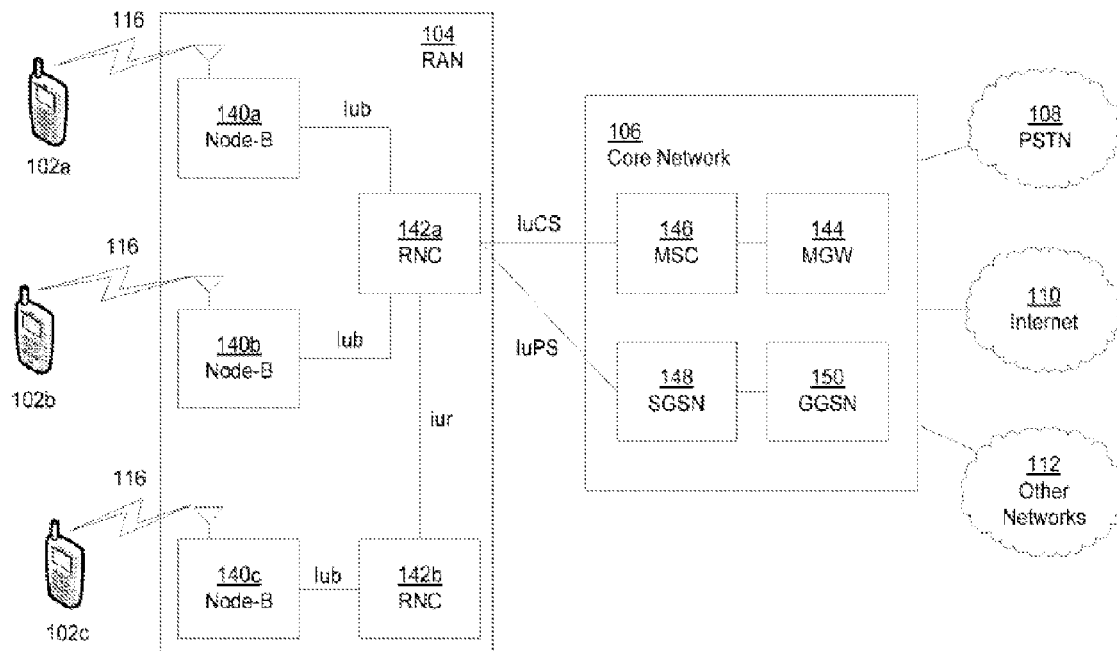 116
104
RAN
102a
140a
Node-B
Iub
108
PSTN
106
Core Network
142a
RNC
IuCS
146
MSC
144
MGW
116
102b
140b
Node-B
Iub
IuPS
148
SGSN
150
GGSN
110
Internet
iur
116
102c
140c
Node-B
Iub
142b
RNC
112
Other
Networks